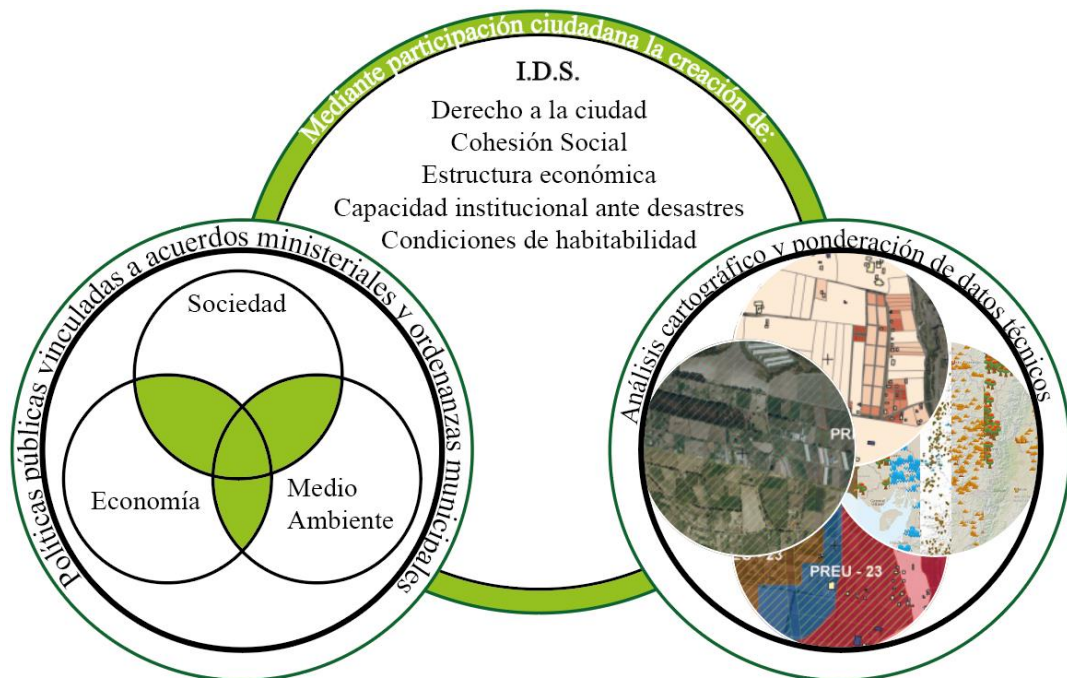 Mediante participación ciudadana la creación de:
I.D.S.
Derecho a la ciudad
Cohesión Social
Estructura económica
Capacidad institucional ante desastres
Condiciones de habitabilidad
Políticas públicas vinculadas a acuerdos ministeriales y ordenanzas municipales
Sociedad
Economía
Medio
Ambiente
Análisis cartográfico y ponderación de datos técnicos
PREU - 23